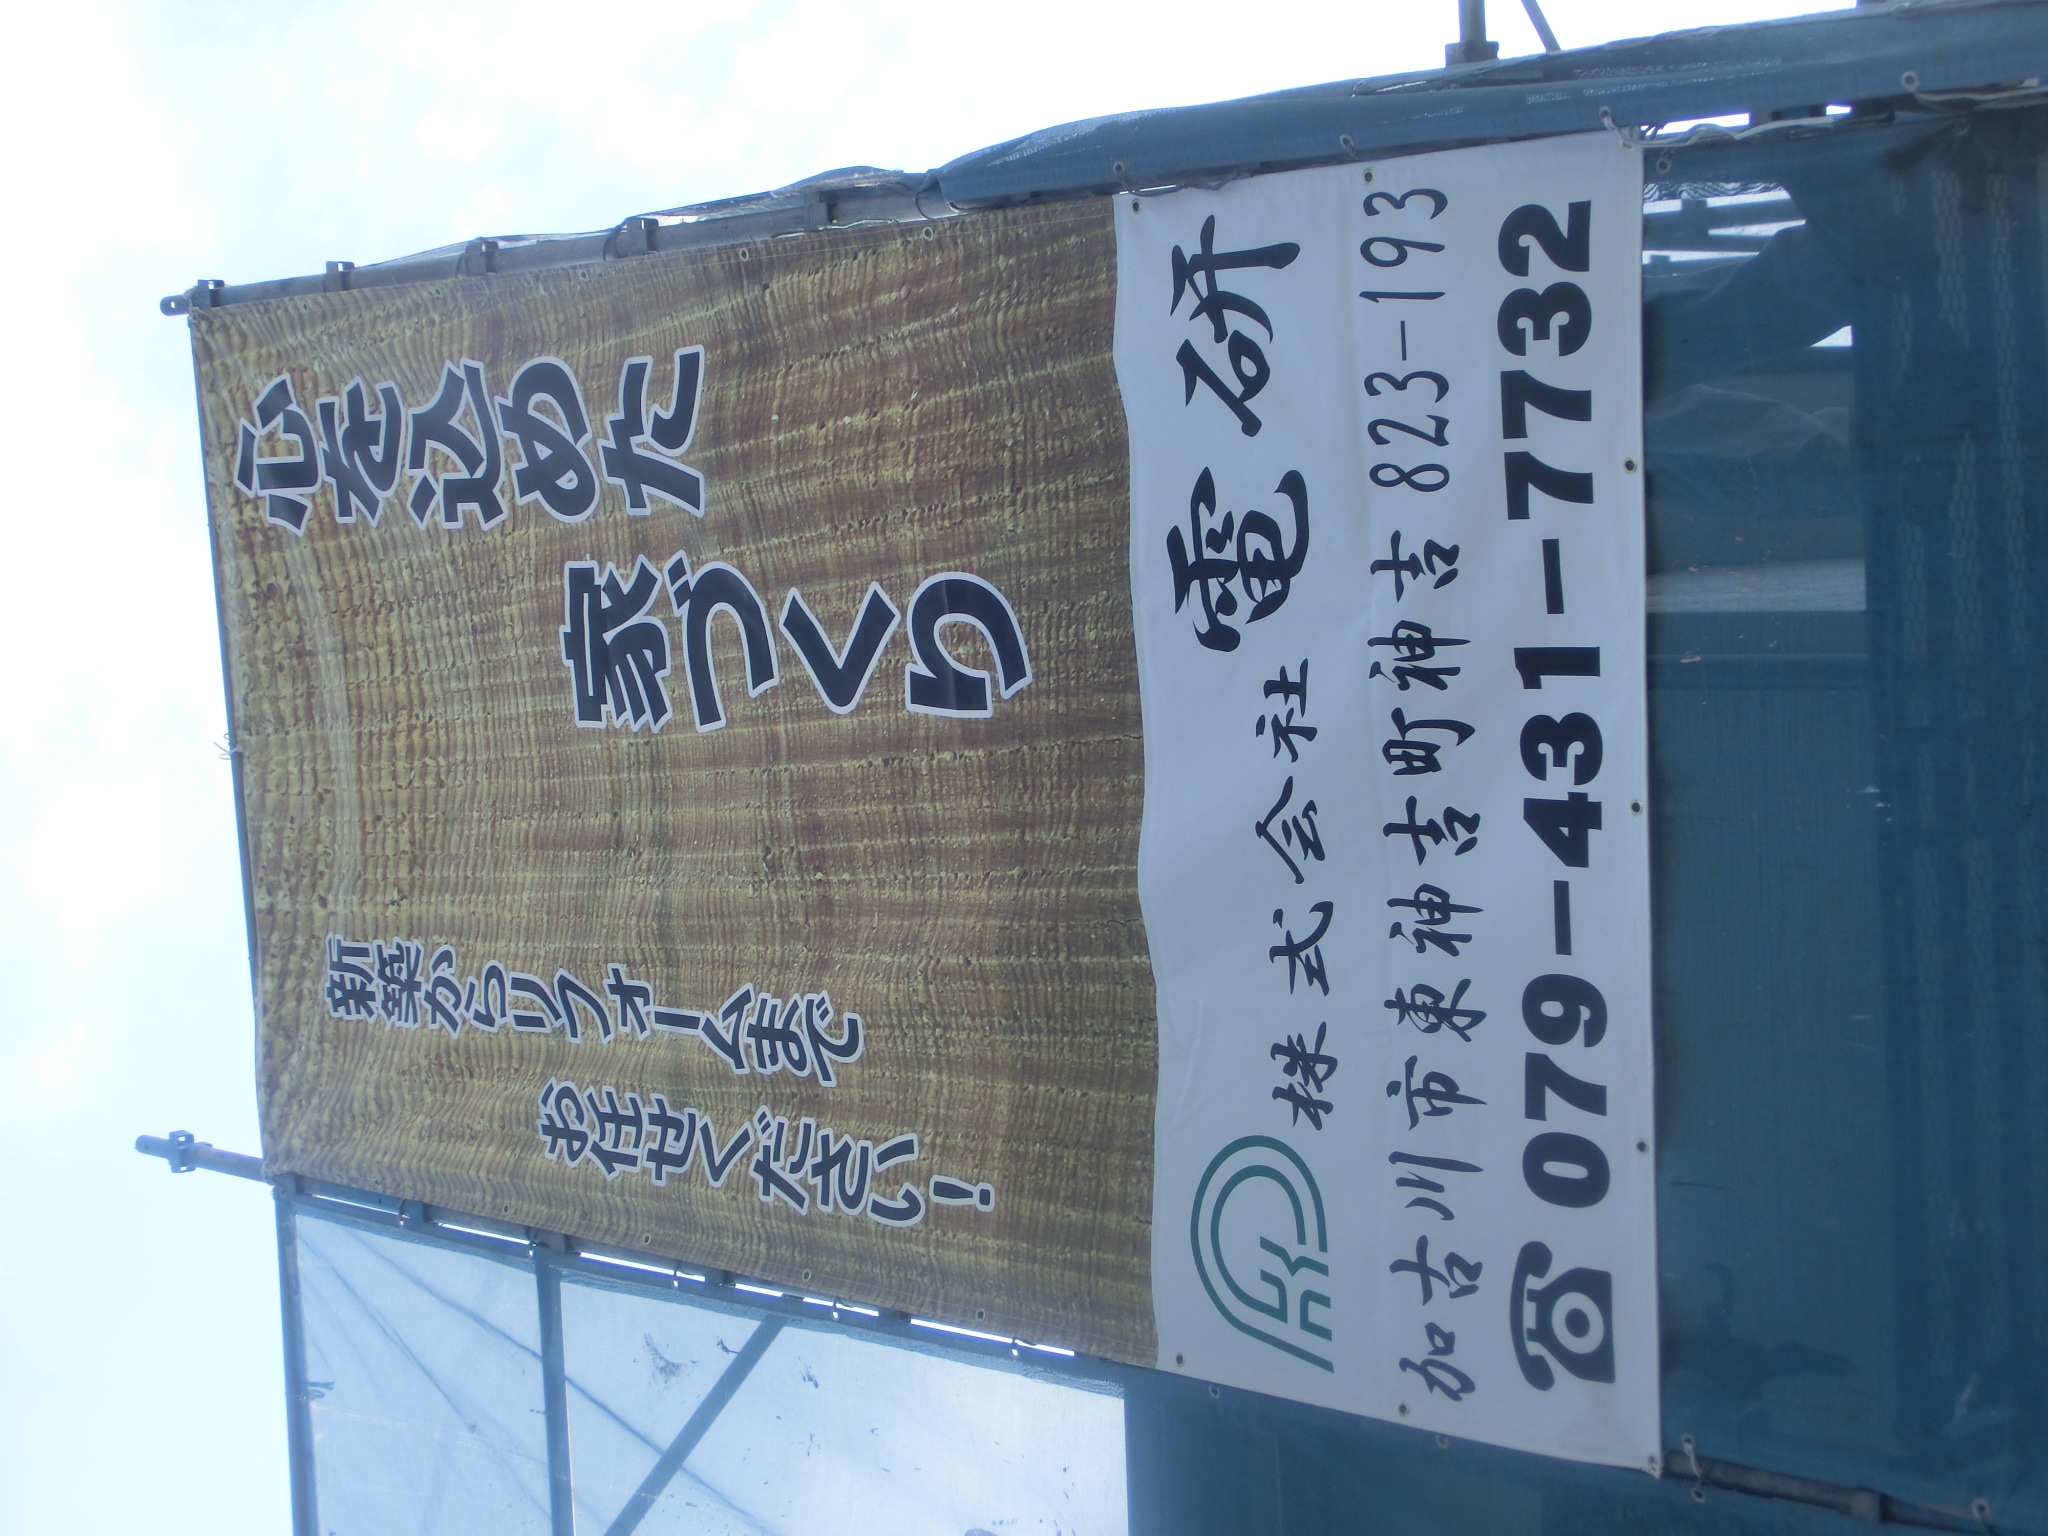 心を込めた
家づくり
新築からリフォームまで
お任せください!
株式会社 電研
加古川市東神吉町神吉 823-193
☎079-431-7732